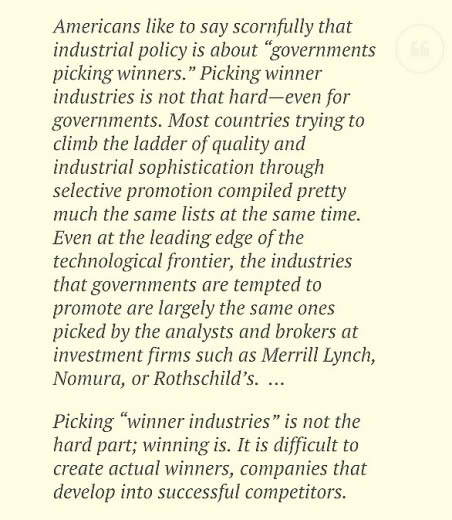 Americans like to say scornfully that
industrial policy is about “governments
picking winners.” Picking winner
industries is not that hard—even for
governments. Most countries trying to
climb the ladder of quality and
industrial sophistication through
selective promotion compiled pretty
much the same lists at the same time.
Even at the leading edge of the
technological frontier, the industries
that governments are tempted to
promote are largely the same ones
picked by the analysts and brokers at
investment firms such as Merrill Lynch,
Nomura, or Rothschild’s.  …
Picking “winner industries” is not the
hard part; winning is. It is difficult to
create actual winners, companies that
develop into successful competitors.